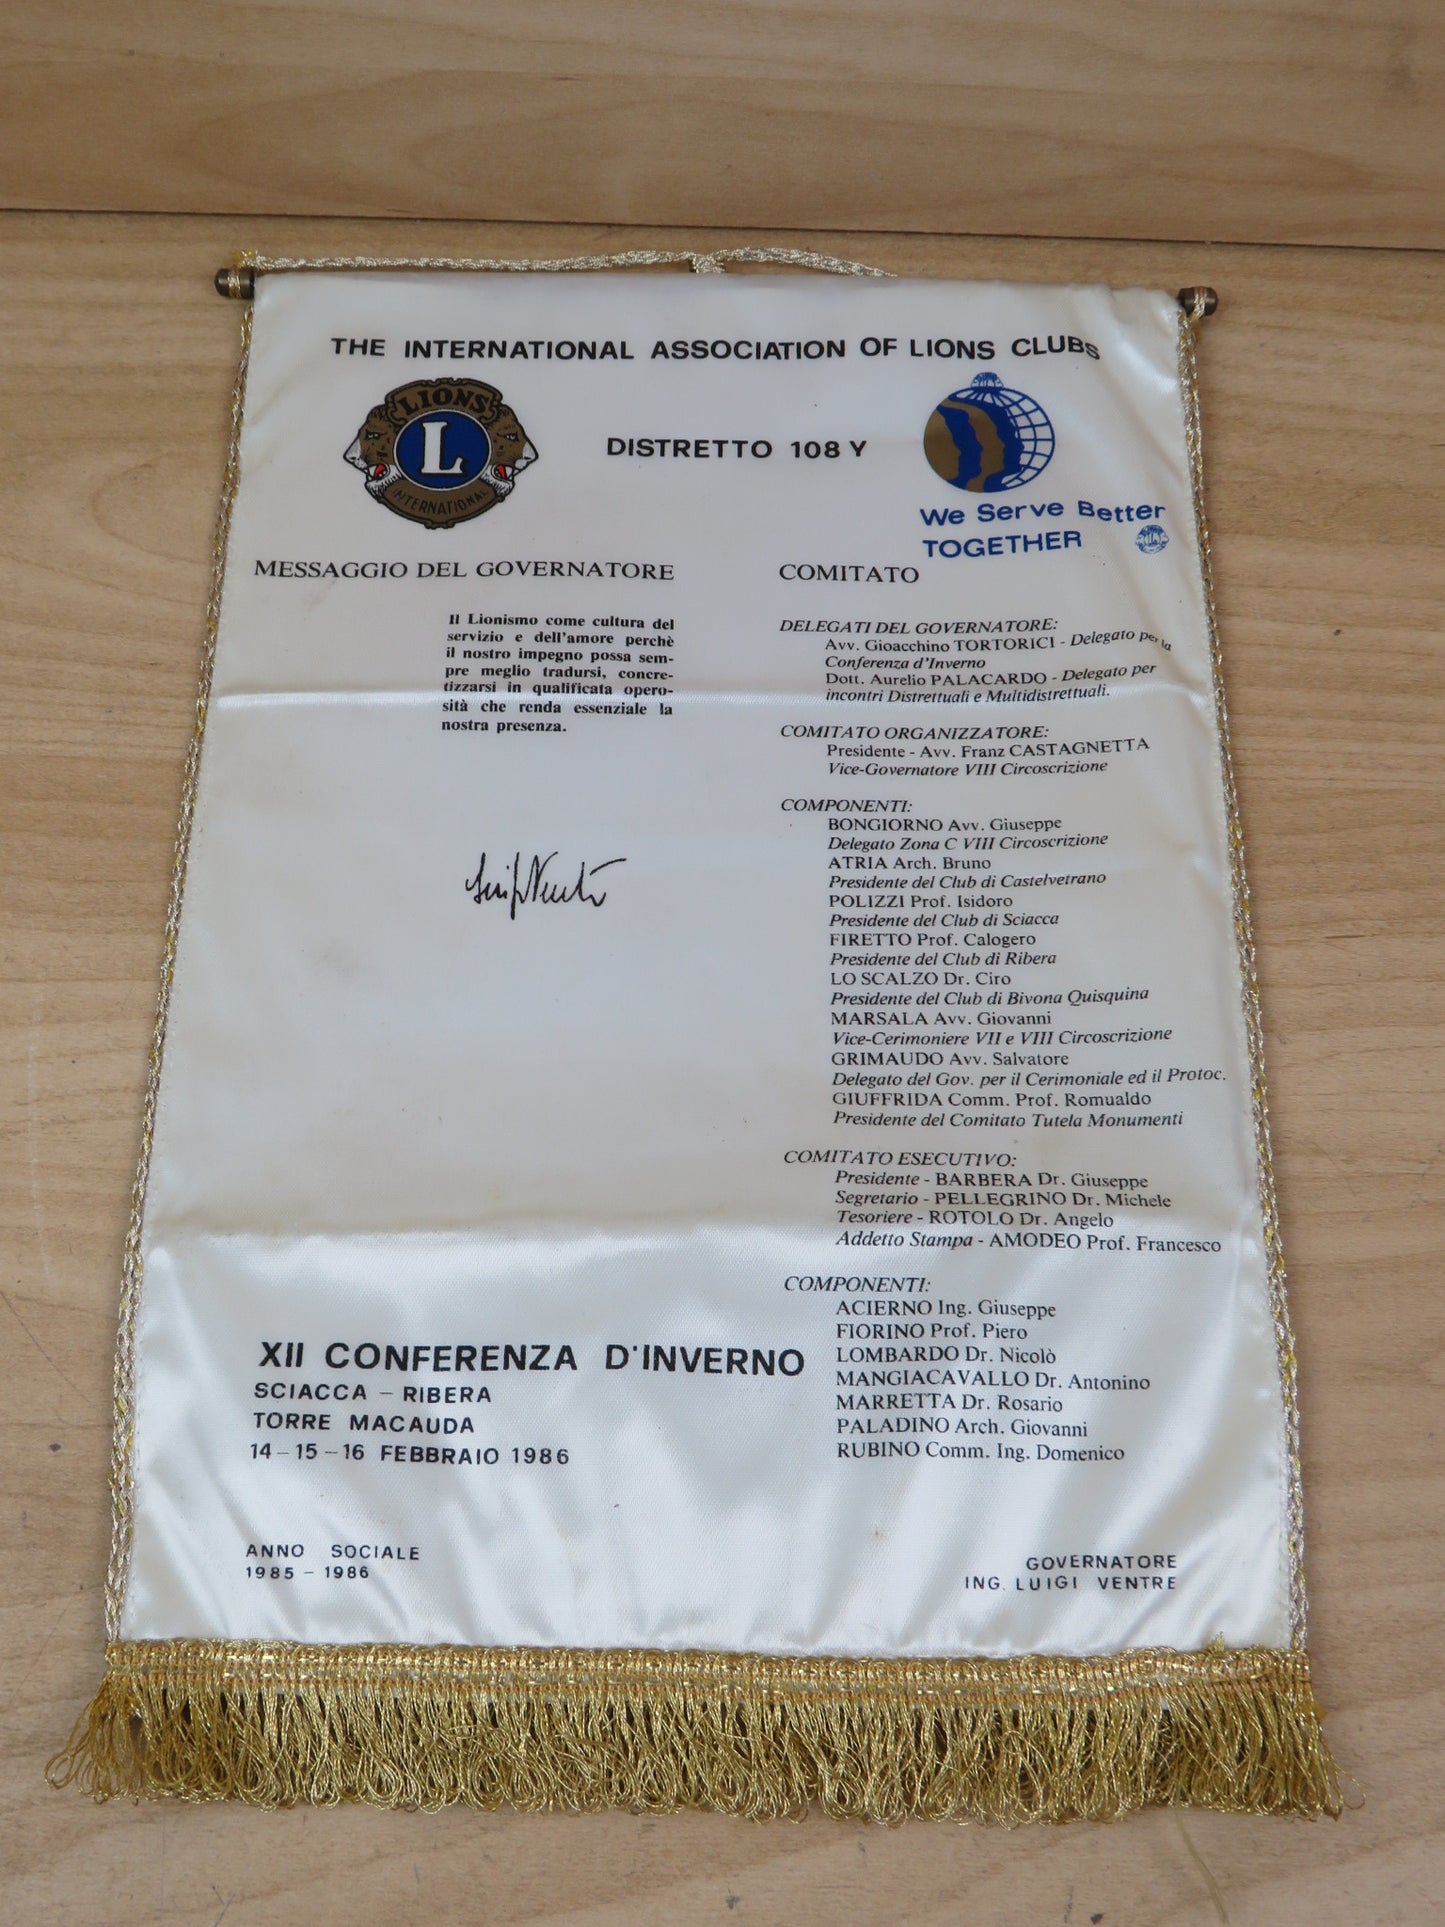 THE INTERNATIONAL ASSOCIATION OF LIONS CLUBS
LIONS
L
INTERNATIONAL
DISTRETTO 108 Y
We Serve Better
TOGETHER
MESSAGGIO DEL GOVERNATORE
Il Lionismo come cultura del
servizio e dell'amore perchè
il nostro impegno possa sem-
pre meglio tradursi, concre-
tizzarsi in qualificata opero-
sità che renda essenziale la
nostra presenza.
COMITATO
DELEGATI DEL GOVERNATORE:
Avv. Gioacchino TORTORICI - Delegato per la
Conferenza d'Inverno
Dott. Aurelio PALACARDO - Delegato per
incontri Distrettuali e Multidistrettuali.
COMITATO ORGANIZZATORE:
Presidente - Avv. Franz CASTAGNETTA
Vice-Governatore VIII Circoscrizione
COMPONENTI:
BONGIORNO Avv. Giuseppe
Delegato Zona C VIII Circoscrizione
ATRIA Arch. Bruno
Presidente del Club di Castelvetrano
POLIZZI Prof. Isidoro
Presidente del Club di Sciacca
FIRETTO Prof. Calogero
Presidente del Club di Ribera
LO SCALZO Dr. Ciro
Presidente del Club di Bivona Quisquina
MARSALA Avv. Giovanni
Vice-Cerimoniere VII e VIII Circoscrizione
GRIMAUDO Avv. Salvatore
Delegato del Gov. per il Cerimoniale ed il Protoc.
GIUFFRIDA Comm. Prof. Romualdo
Presidente del Comitato Tutela Monumenti
COMITATO ESECUTIVO:
Presidente - BARBERA Dr. Giuseppe
Segretario - PELLEGRINO Dr. Michele
Tesoriere - ROTOLO Dr. Angelo
Addetto Stampa - AMODEO Prof. Francesco
COMPONENTI:
ACIERNO Ing. Giuseppe
FIORINO Prof. Piero
LOMBARDO Dr. Nicolò
MANGIACAVALLO Dr. Antonino
MARRETTA Dr. Rosario
PALADINO Arch. Giovanni
RUBINO Comm. Ing. Domenico
XII CONFERENZA D'INVERNO
SCIACCA - RIBERA
TORRE MACAUDA
14-15-16 FEBBRAIO 1986
ANNO SOCIALE
1985 - 1986
GOVERNATORE
ING. LUIGI VENTRE